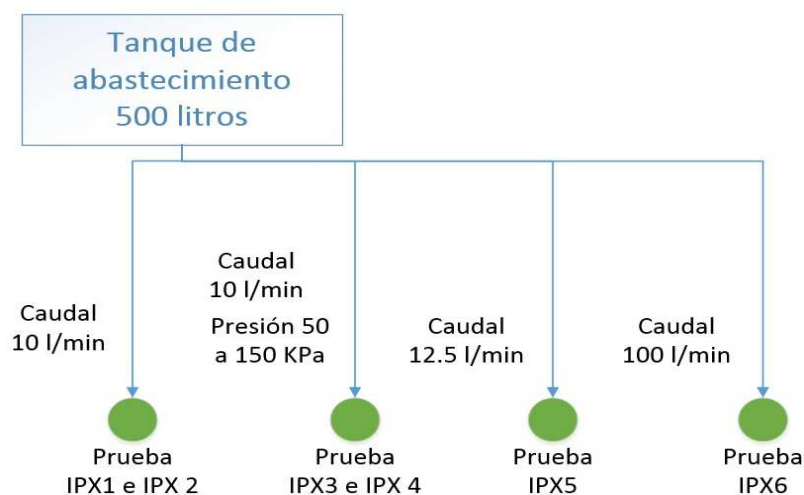 Tanque de
abastecimiento
500 litros
Caudal
10 l/min
Caudal
10 l/min
Presión 50
a 150 KPa
Caudal
12.5 l/min
Caudal
100 l/min
Prueba
IPX1 e IPX 2
Prueba
IPX3 e IPX 4
Prueba
IPX5
Prueba
IPX6